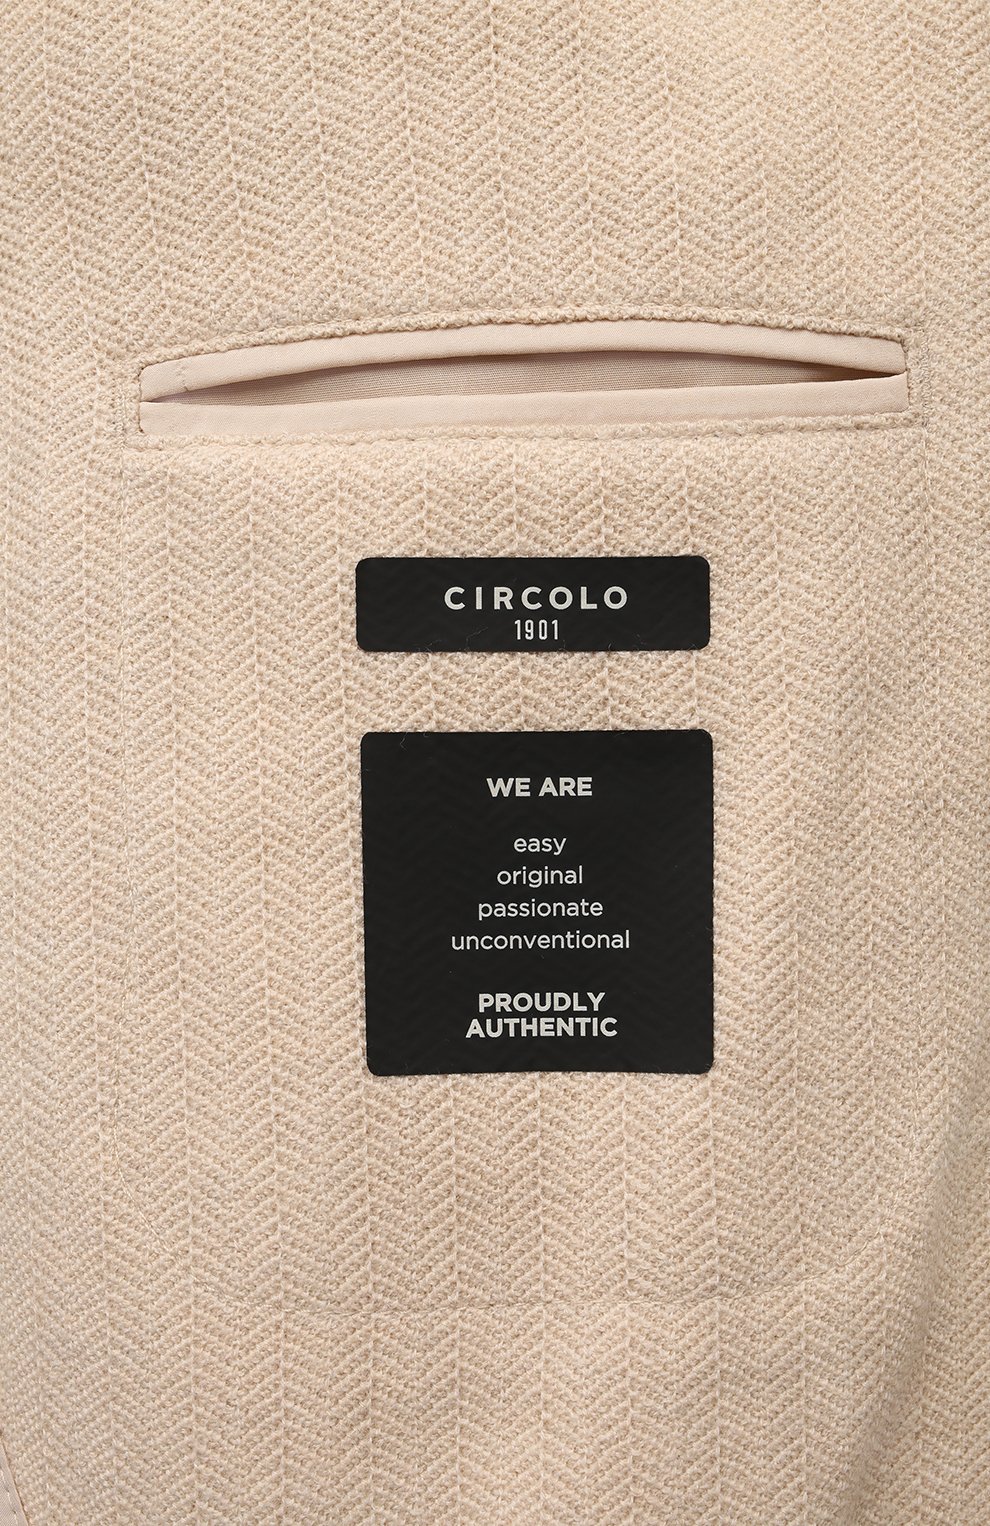 CIRCOLO
1901
WE ARE
easy
original
passionate
unconventional
PROUDLY
AUTHENTIC